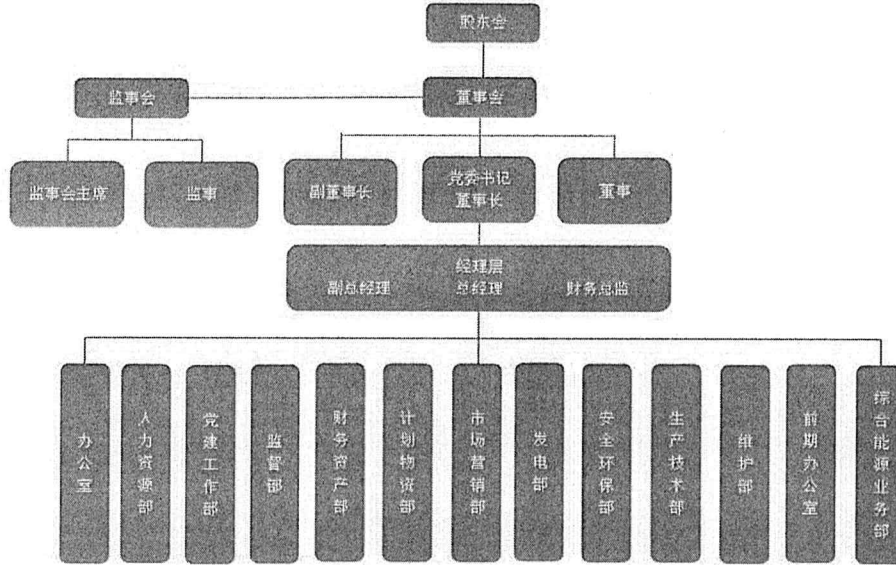 股东会
监事会
董事会
监事会主席
监事
副董事长
党委书记
董事长
董事
经理层
副总经理
总经理
财务总监
办公室
人力资源部
党建工作部
监督部
财务资产部
计划物资部
市场营销部
发电部
安全环保部
生产技术部
维护部
前期办公室
综合能源业务部